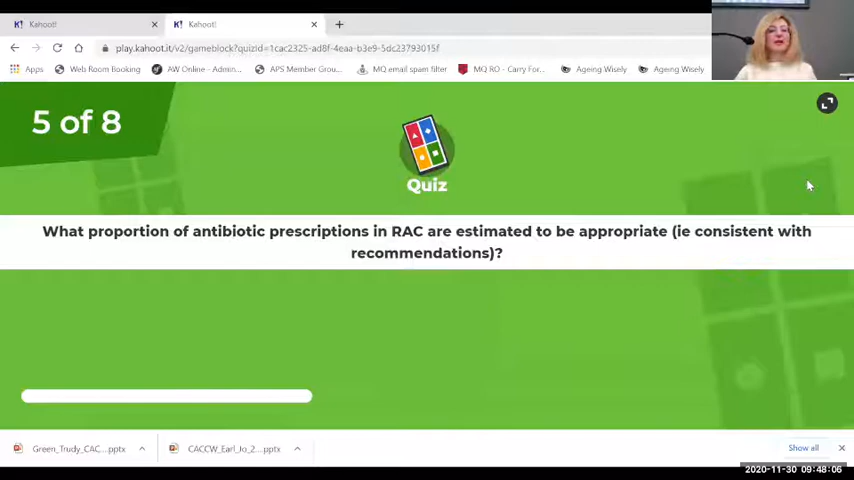 Kahoot!
Kahoot!
play.kahoot.it/v2/gameblock?quizId=1cac2325-ad8f-4eaa-b3e9-5dc23793015f
Apps Web Room Booking AW Online - Admin... APS Member Grou... MQ email spam filter MQ RO - Carry For... Ageing Wisely Ageing Wisely
5 of 8
Quiz
What proportion of antibiotic prescriptions in RAC are estimated to be appropriate (ie consistent with
recommendations)?
Green_Trudy_CAC....pptx
CACCW_Earl_Jo_2....pptx
Show all
2020-11-30 09:48:06